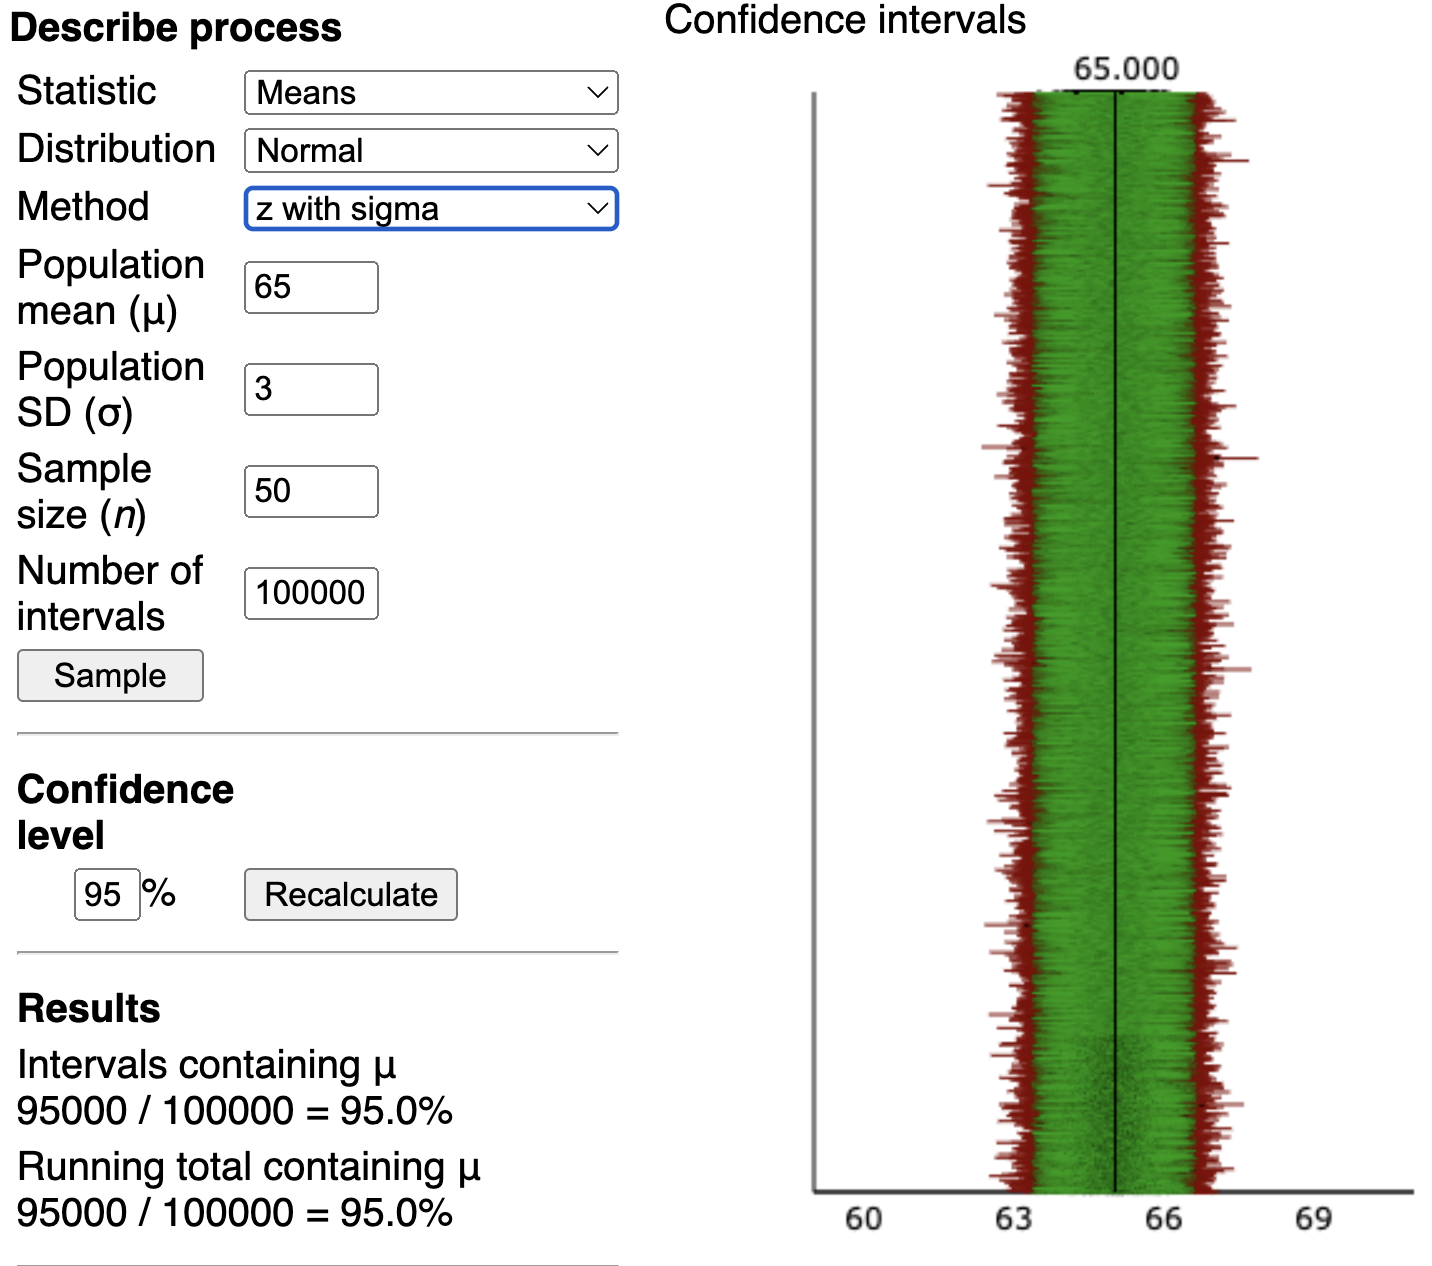 Describe process
Statistic
Means
Distribution
Normal
Method
z with sigma
Population
mean (μ)
65
Population
SD (σ)
3
Sample
size (n)
50
Number of
intervals
100000
Sample
Confidence
level
95 %
Recalculate
Results
Intervals containing μ
95000 / 100000 = 95.0%
Running total containing μ
95000 / 100000 = 95.0%
Confidence intervals
65.000
60 63 66 69